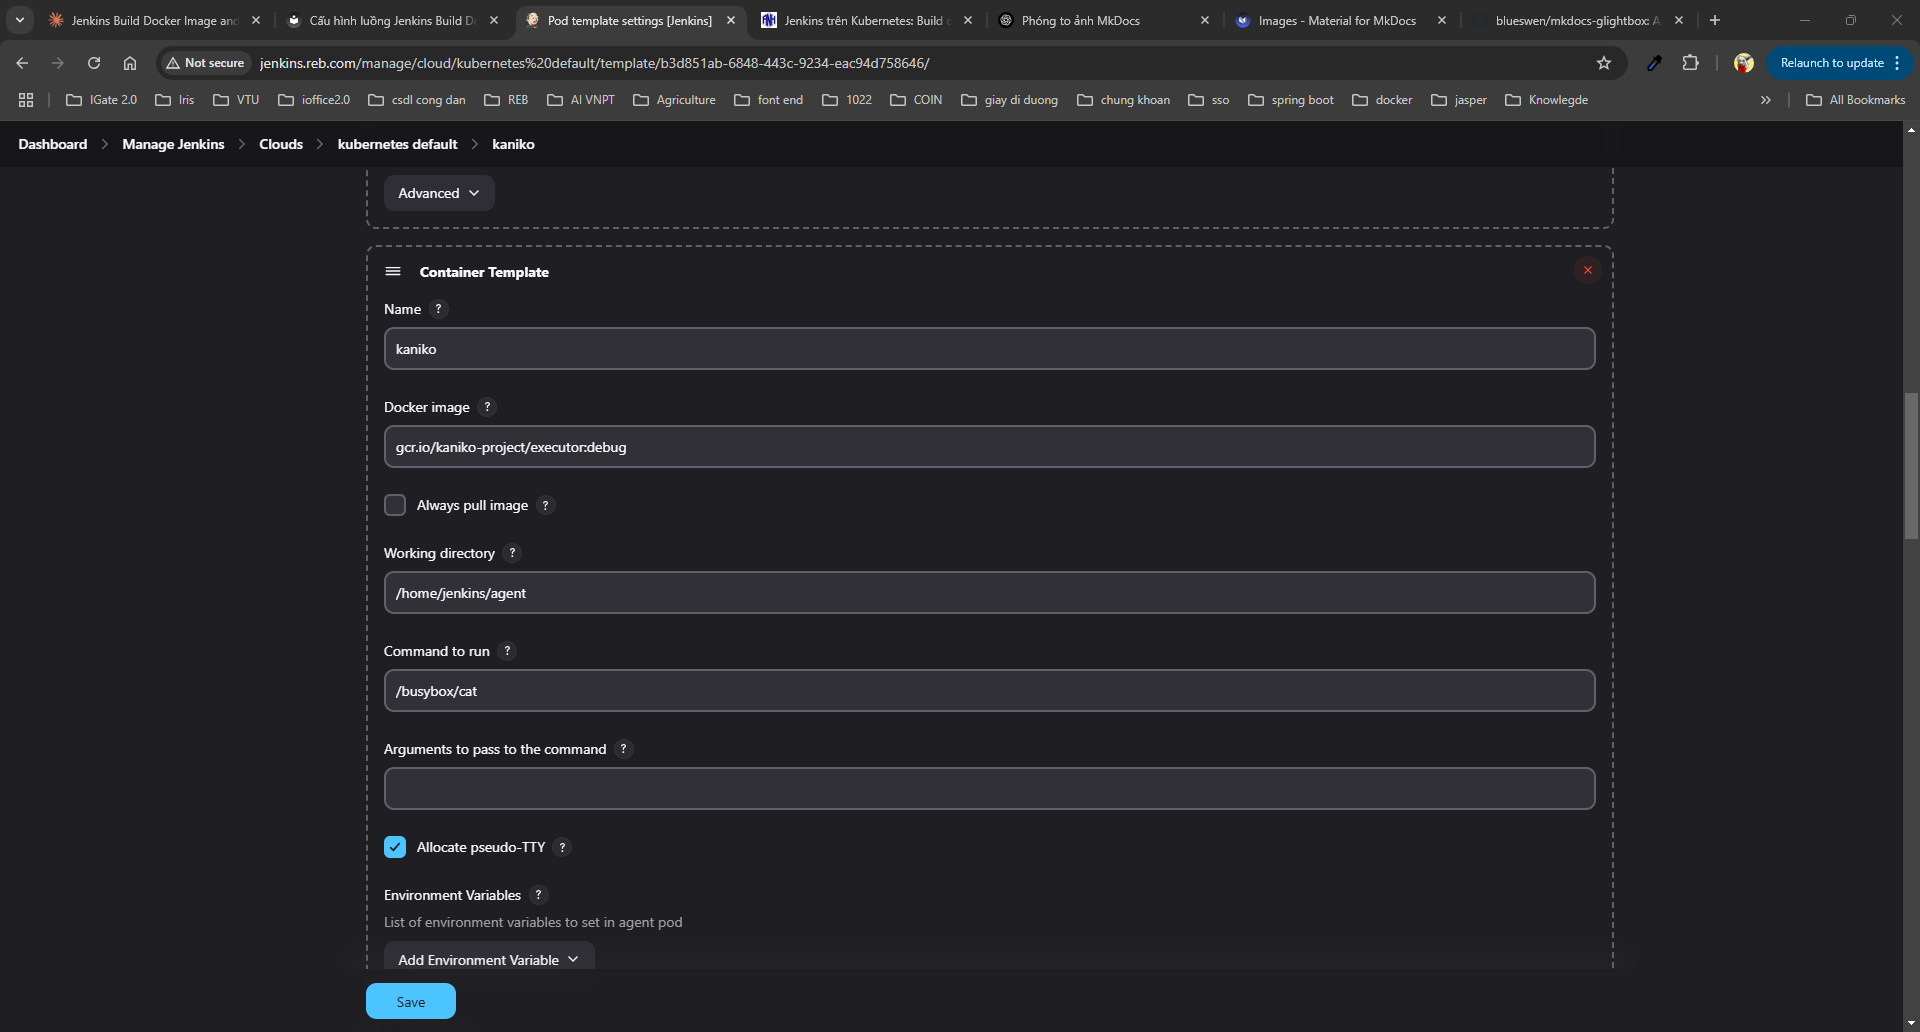 Jenkins Build Docker Image and
Cấu hình luồng Jenkins Build Do
Pod template settings [Jenkins]
Jenkins trên Kubernetes: Build
Phóng to ảnh MkDocs
Images - Material for MkDocs
blueswen/mkdocs-glightbox: A
Not secure
jenkins.reb.com/manage/cloud/kubernetes%20default/template/b3d851ab-6848-443c-9234-eac94d758646/
Relaunch to update
IGate 2.0
Iris
VTU
ioffice2.0
csdl cong dan
REB
AI VNPT
Agriculture
font end
1022
COIN
giay di duong
chung khoan
sso
spring boot
docker
jasper
Knowlegde
All Bookmarks
Dashboard
Manage Jenkins
Clouds
kubernetes default
kaniko
Advanced
Container Template
Name ?
kaniko
Docker image ?
gcr.io/kaniko-project/executor:debug
Always pull image ?
Working directory ?
/home/jenkins/agent
Command to run ?
/busybox/cat
Arguments to pass to the command ?
Allocate pseudo-TTY ?
Environment Variables ?
List of environment variables to set in agent pod
Add Environment Variable
Save